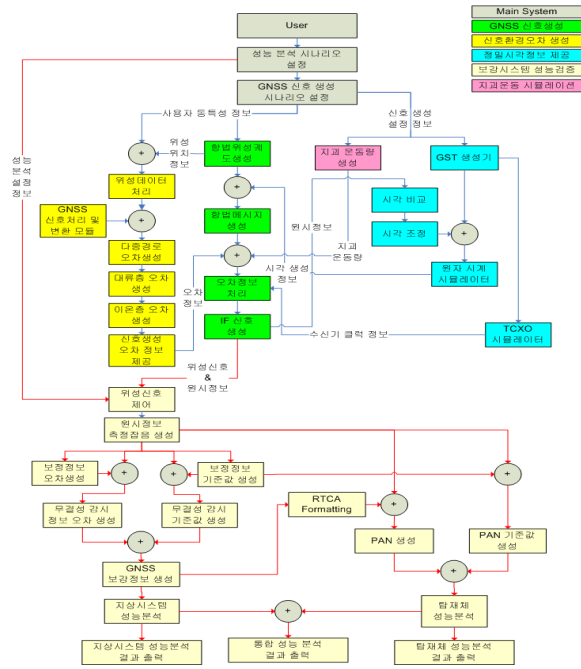 Main System
GNSS 신호생성
신호환경오차 생성
정밀시각정보 제공
보강시스템 성능검증
지괴운동 시뮬레이션
User
성능 분석 시나리오
설정
GNSS 신호 생성
시나리오 설정
사용자 동특성 정보
신호 생성
설정 정보
성능
분석
설정
정보
위성
위치
정보
항법위성궤
도생성
지괴 운동량
생성
GST 생성기
위성데이터
처리
GNSS
신호처리 및
변환 모듈
항법메시지
생성
원시정보
시각 비교
시각 조정
다중경로
오차생성
대류층 오차
생성
이온층 오차
생성
신호생성
오차 정보
제공
오차
정보
시각 생성
정보
지괴
운동량
원자 시계
시뮬레이터
오차정보
처리
IF 신호
생성
수신기 클럭 정보
TCXO
시뮬레이터
위성신호
&
원시정보
위성신호
제어
원시정보
측정잡음 생성
보정정보
오차생성
보정정보
기준값 생성
무결성 감시
정보 오차 생성
무결성 감시
기준값 생성
RTCA
Formatting
PAN 생성
PAN 기준값
생성
GNSS
보강정보 생성
지상시스템
성능분석
탑재체
성능분석
지상시스템 성능분석
결과 출력
통합 성능 분석
결과 출력
탑재체 성능분석
결과 출력